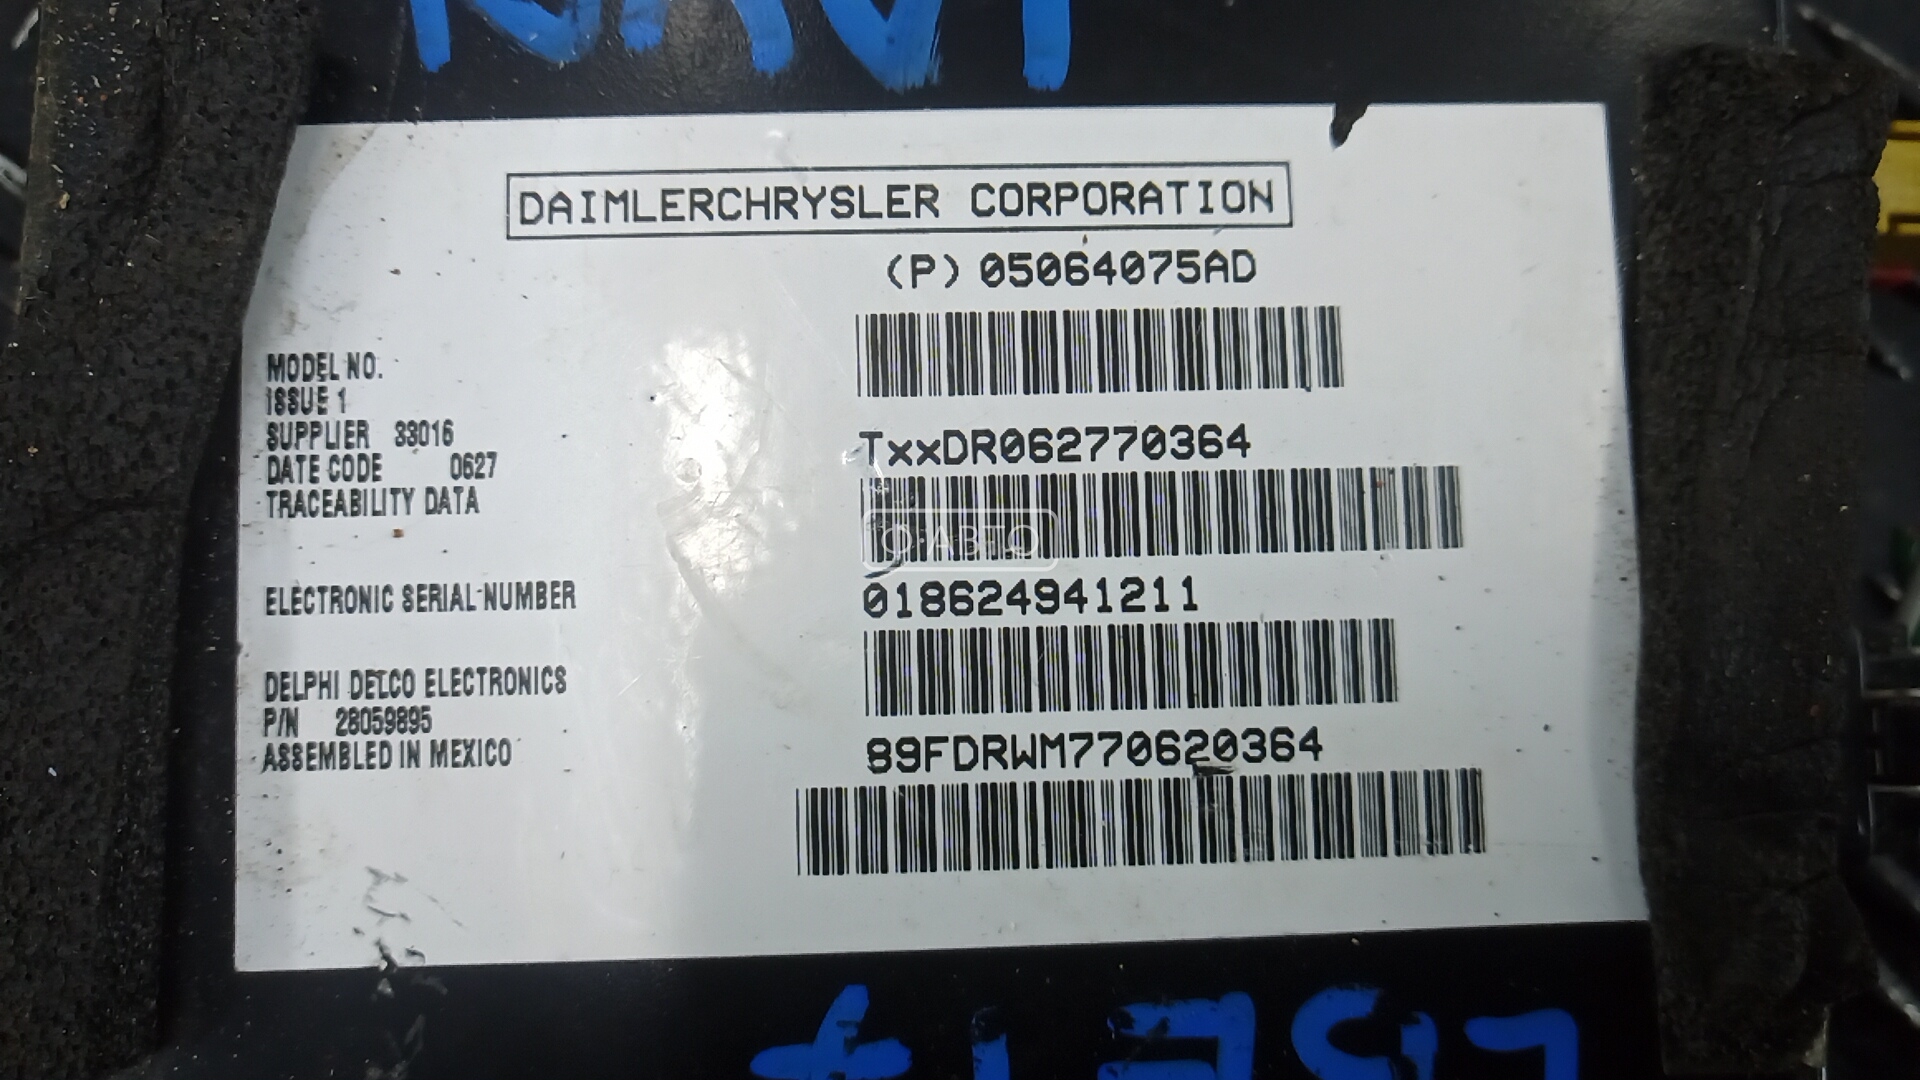 DAIMLERCHRYSLER CORPORATION
(P) 05064075AD
MODEL NO.
ISSUE 1
SUPPLIER 33016
DATE CODE 0627
TRACEABILITY DATA
TxxDR062770364
О·АВТО
ELECTRONIC SERIAL NUMBER
018624941211
DELPHI DELCO ELECTRONICS
P/N 28059895
ASSEMBLED IN MEXICO
89FDRWM770620364